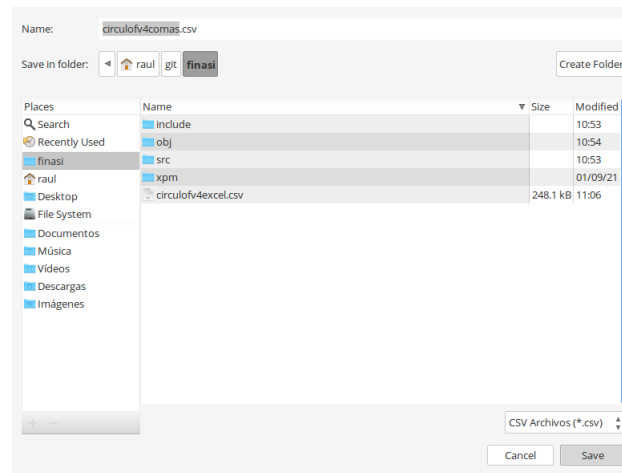 Name: circulofv4comas.csv
Save in folder: raul git finasi Create Folder
Places Name Size Modified
Search include 10:53
Recently Used obj 10:54
finasi src 10:53
raul xpm 01/09/21
Desktop circulofv4excel.csv 248.1 kB 11:06
File System
Documentos
Música
Vídeos
Descargas
Imágenes
CSV Archivos (*.csv)
Cancel Save